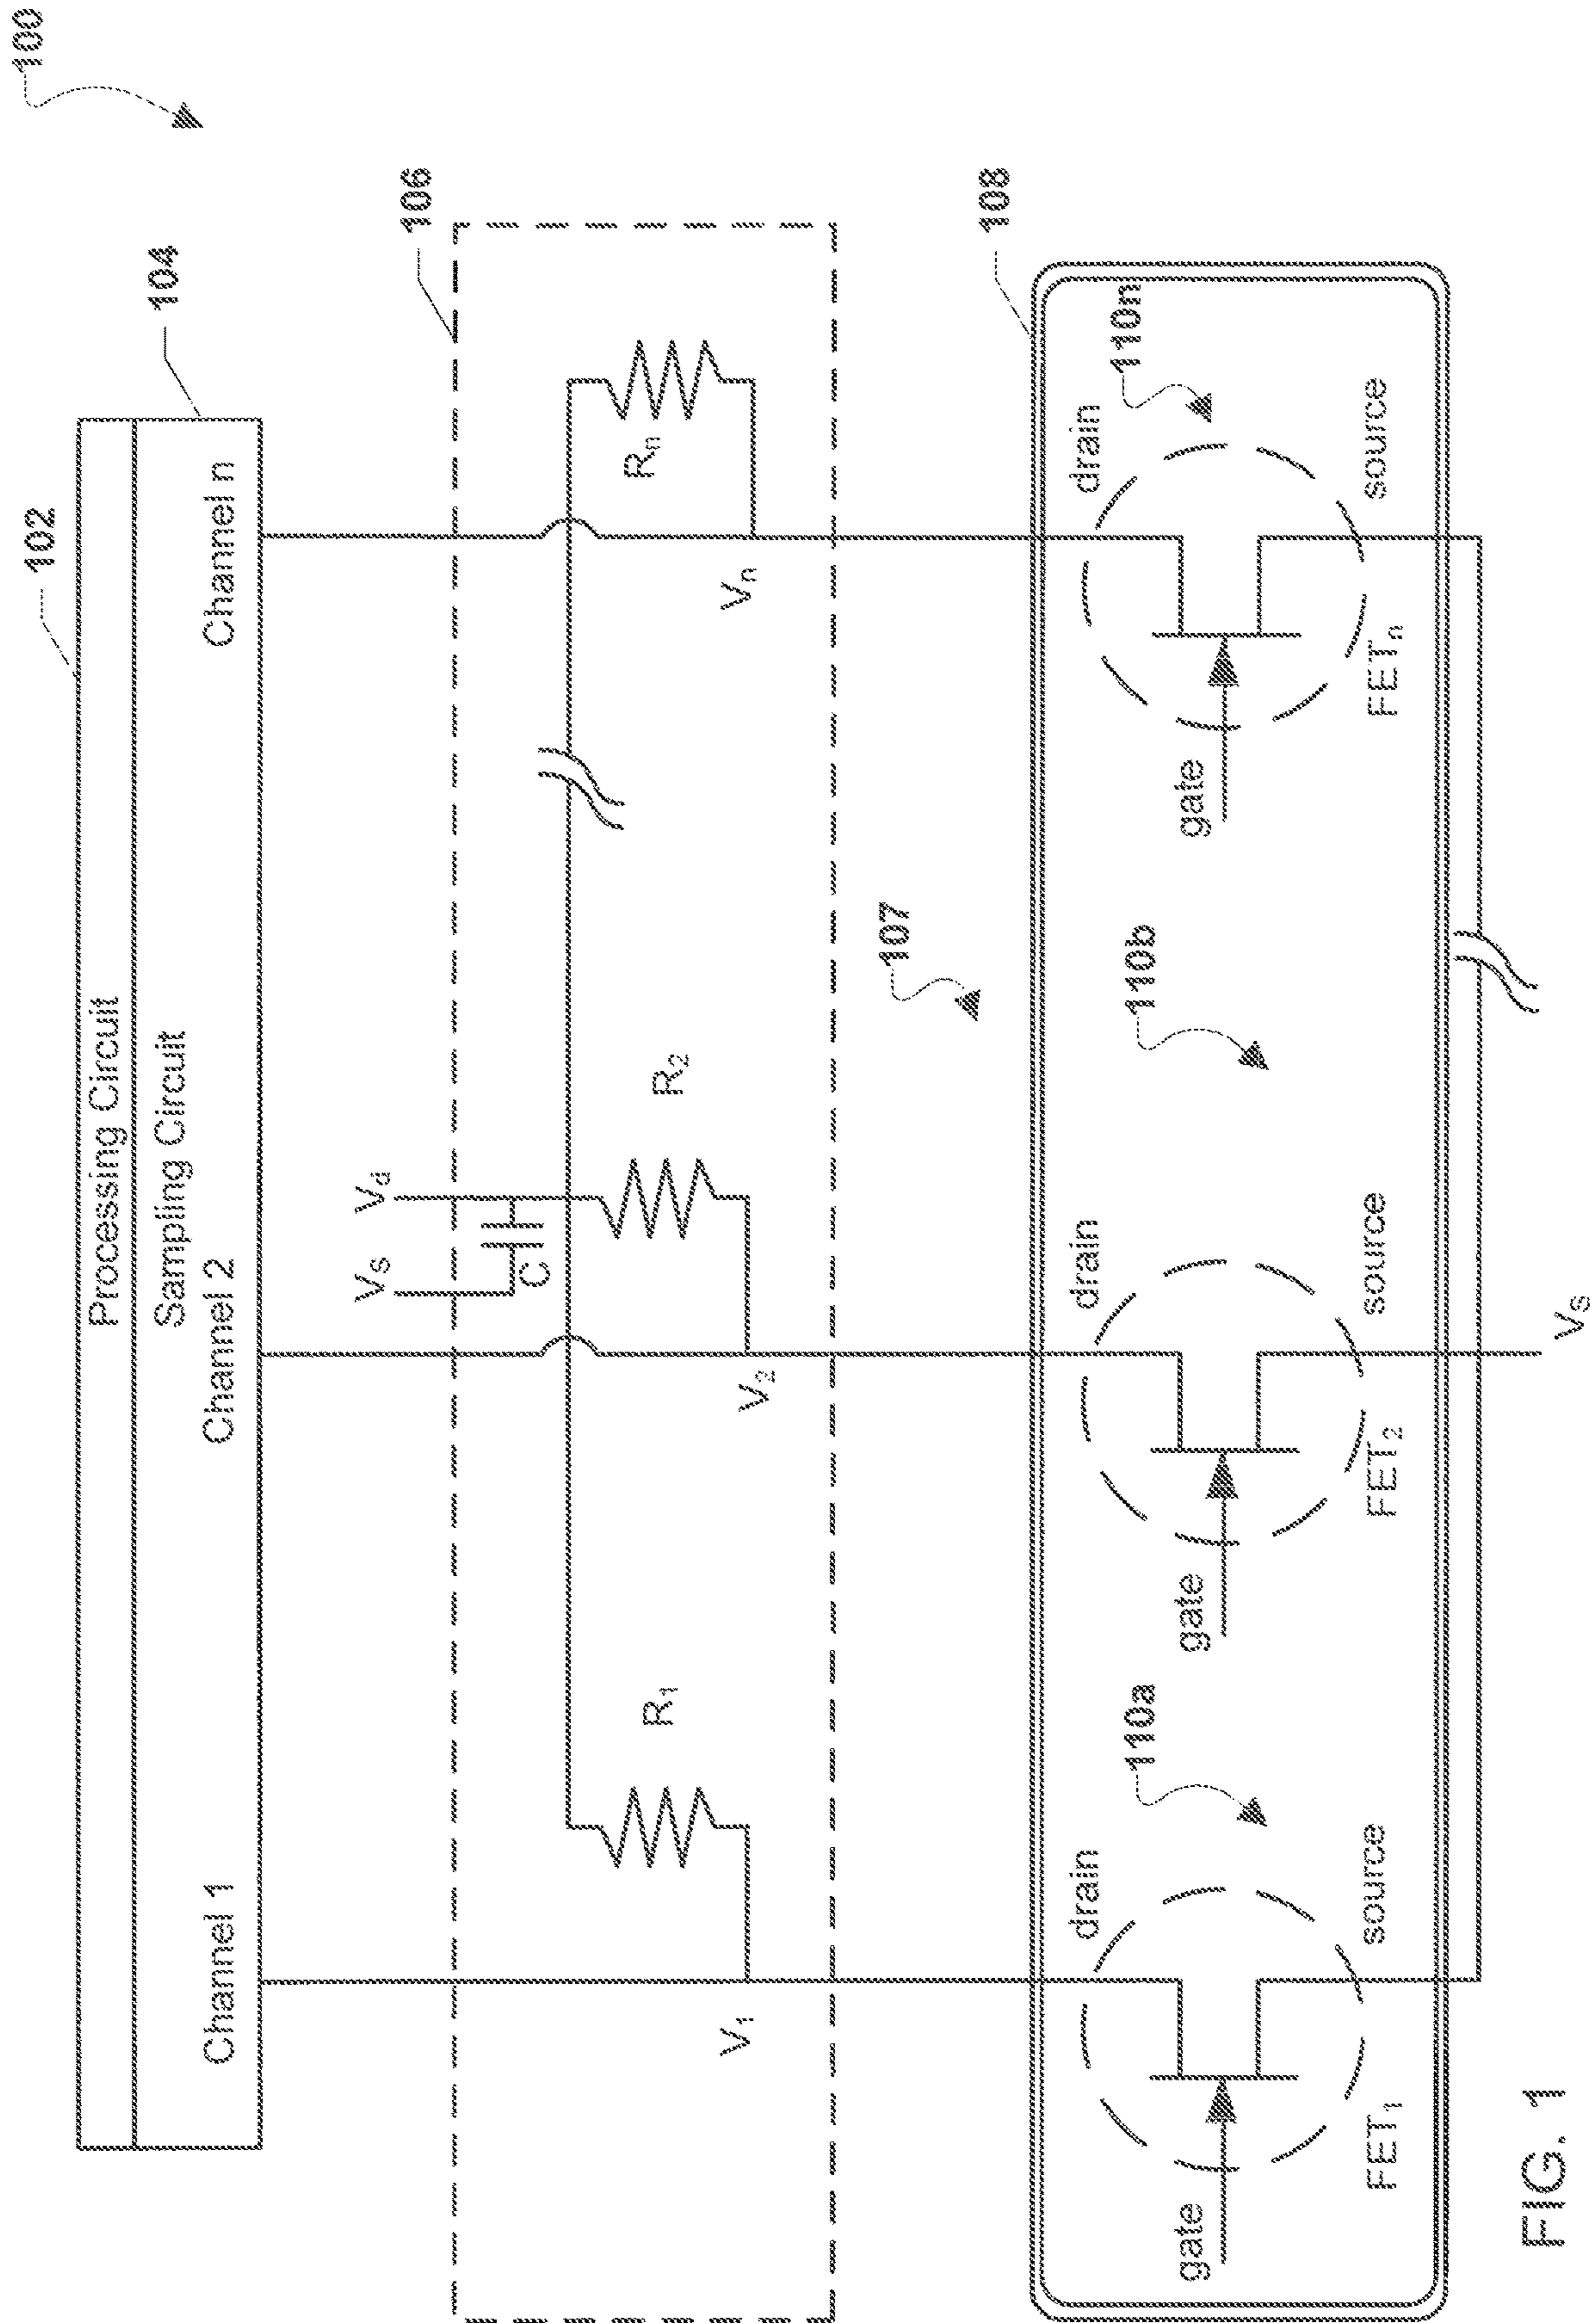 100
102
Processing Circuit
104
Sampling Circuit
Channel 1
Channel 2
Channel n
106
Vs
Vd
C
R1
R2
Rn
V1
V2
Vn
107
108
drain
drain
drain
110a
110b
110n
gate
gate
gate
source
source
source
FET1
FET2
FETn
Vs
FIG. 1